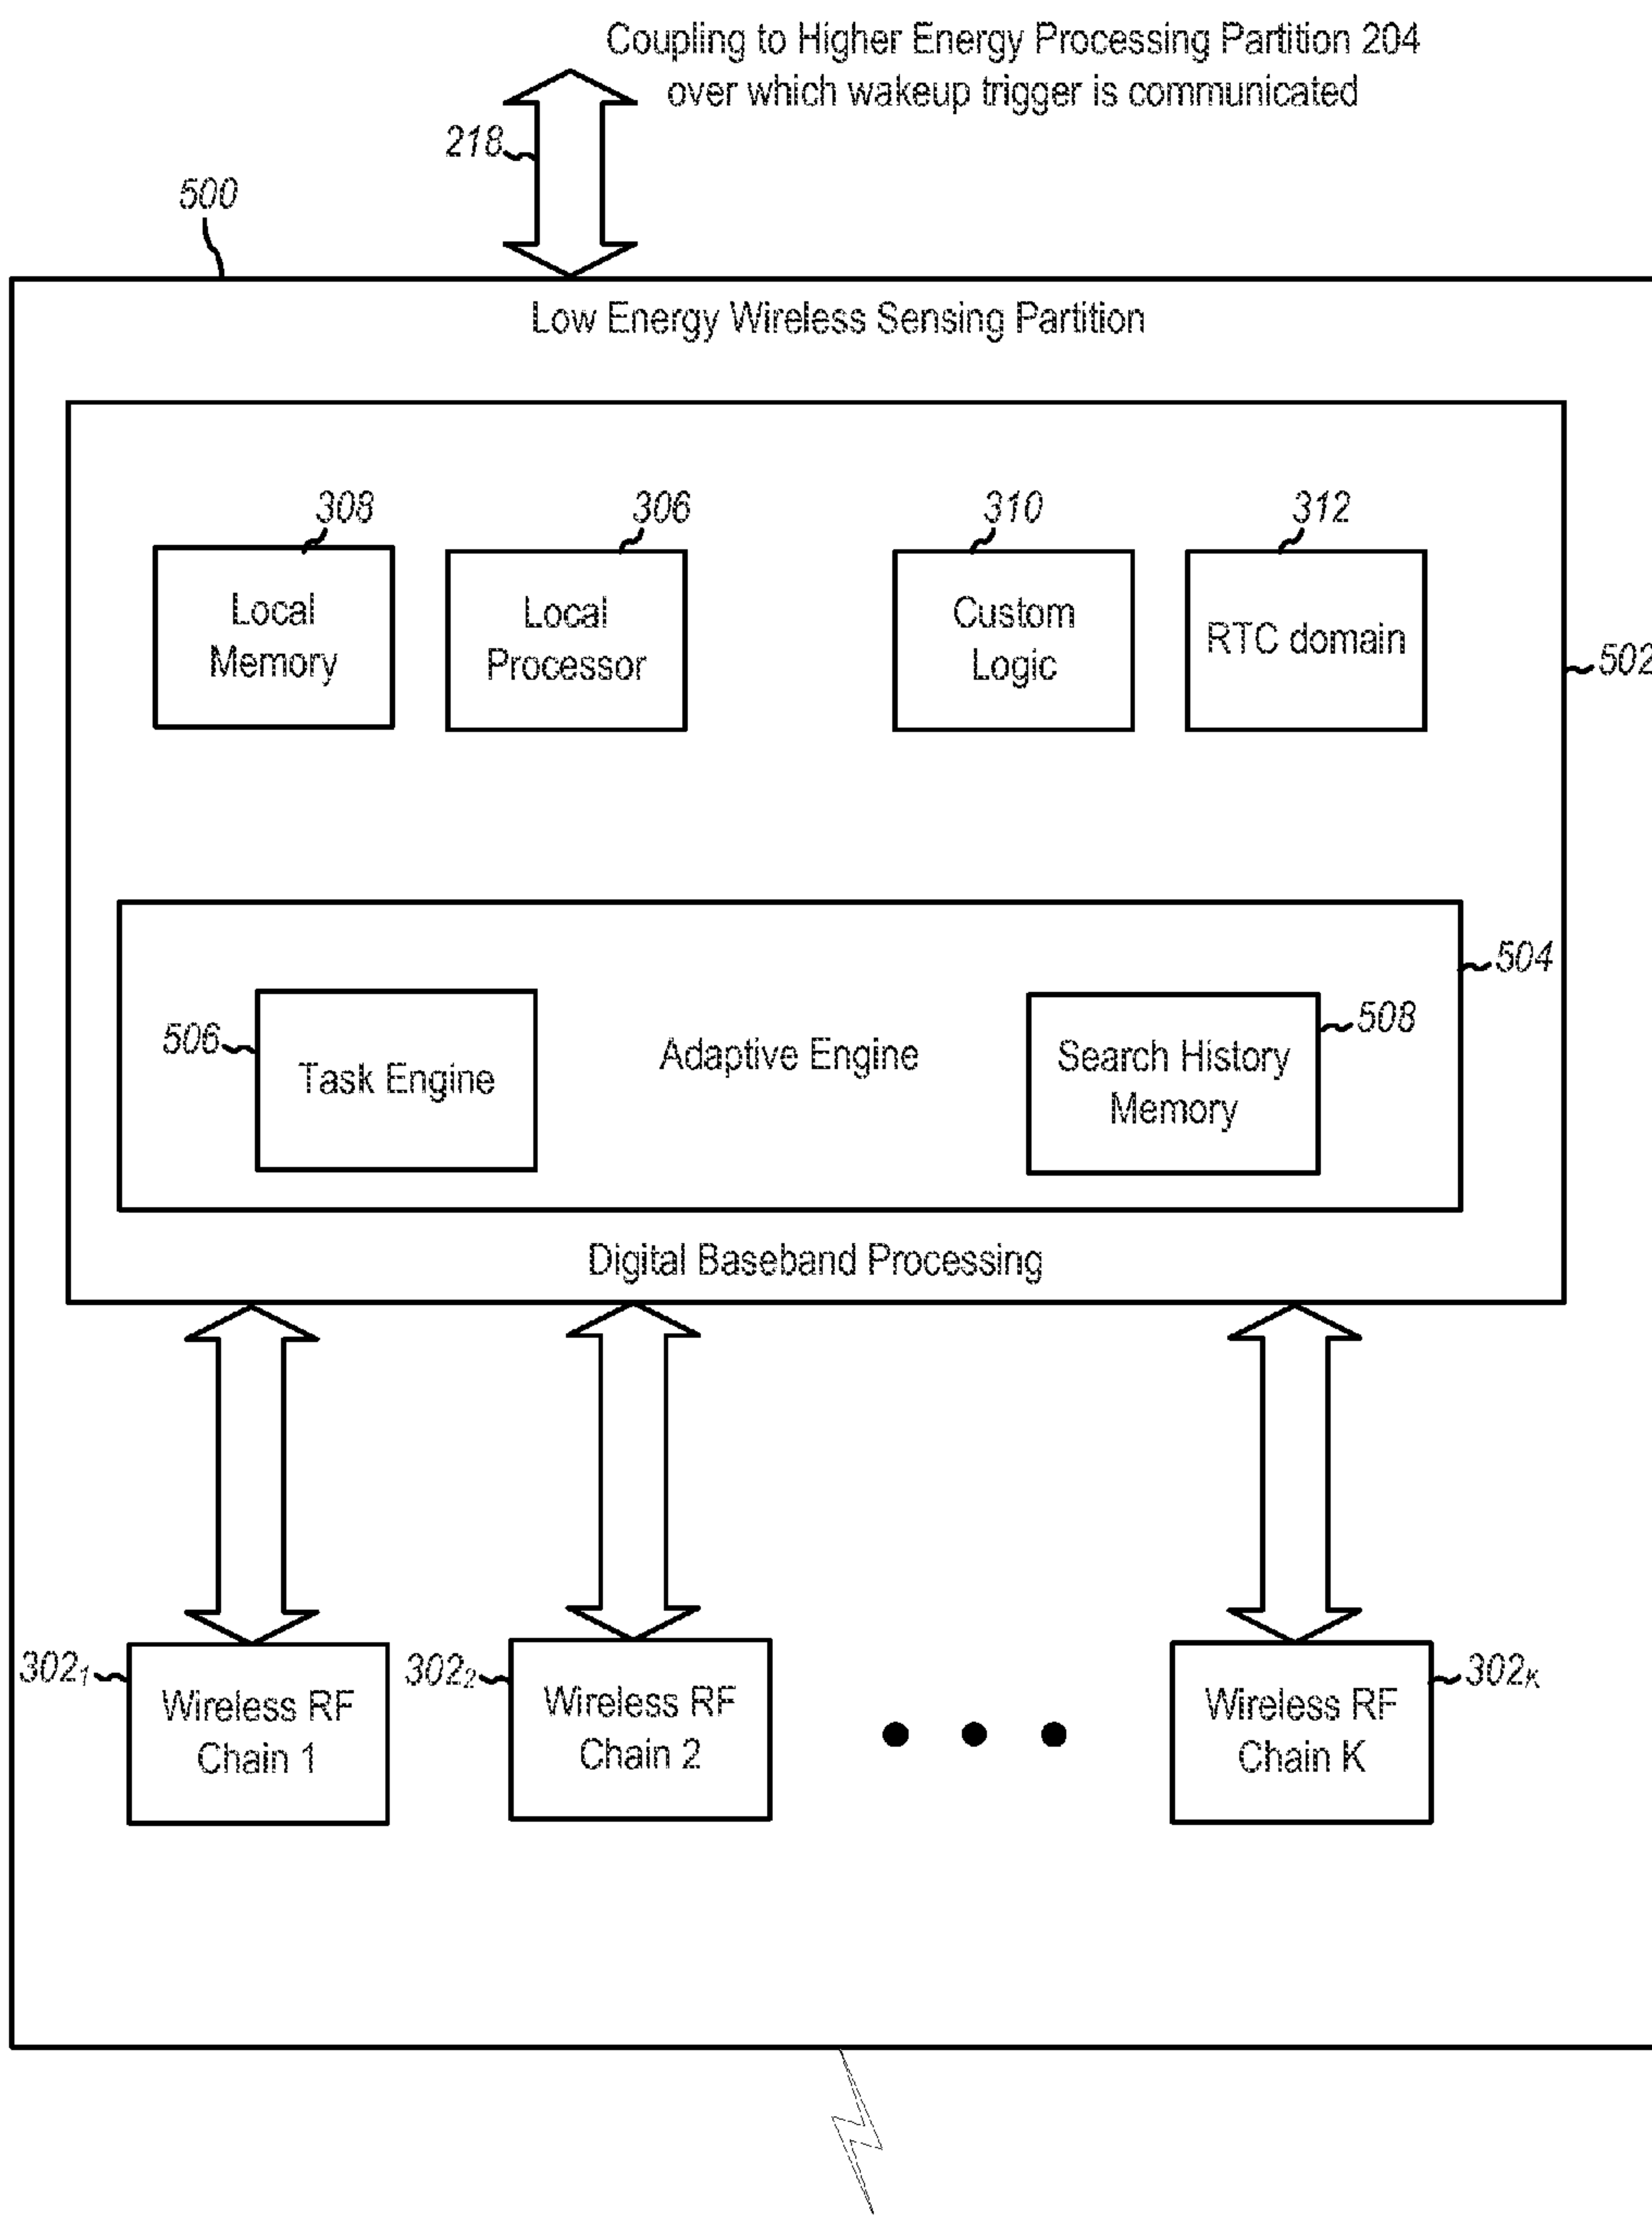 Coupling to Higher Energy Processing Partition 204
over which wakeup trigger is communicated
218
500
Low Energy Wireless Sensing Partition
308
306
310
312
Local
Memory
Local
Processor
Custom
Logic
RTC domain
502
504
506
Task Engine
Adaptive Engine
508
Search History
Memory
Digital Baseband Processing
302₁
Wireless RF
Chain 1
302₂
Wireless RF
Chain 2
302ₖ
Wireless RF
Chain K